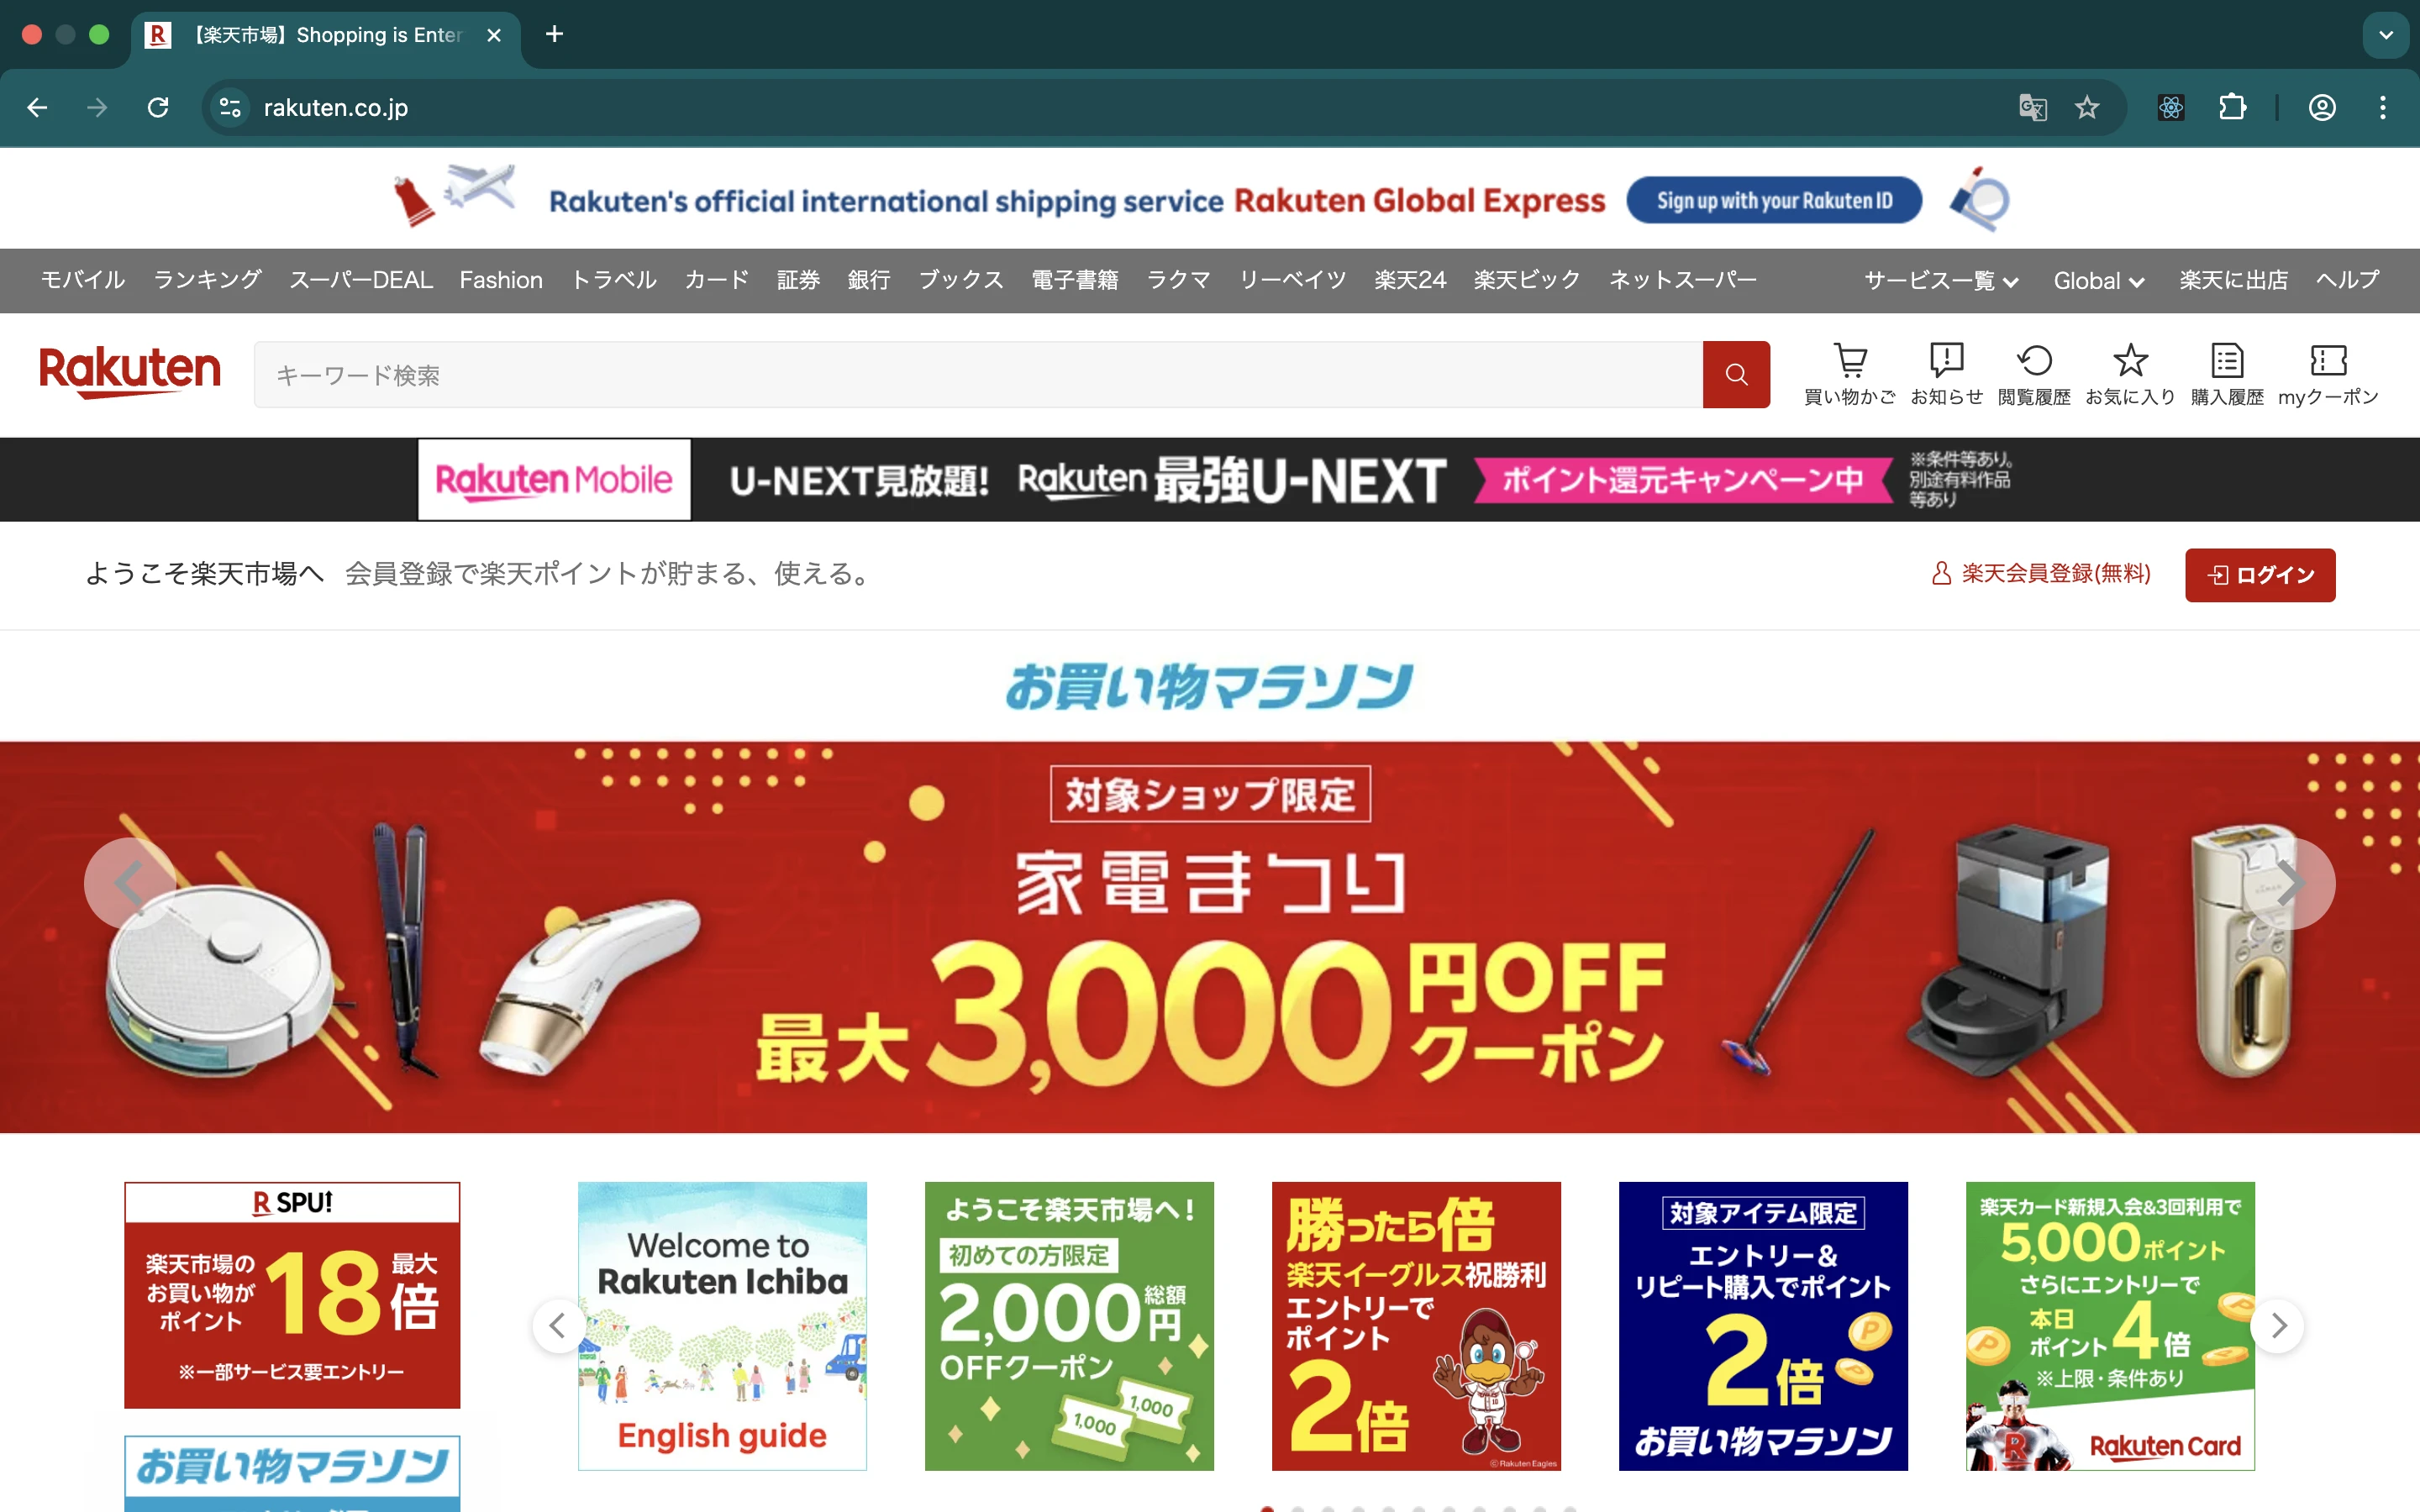 【楽天市場】Shopping is Enter
rakuten.co.jp
Rakuten's official international shipping service Rakuten Global Express Sign up with your Rakuten ID
モバイル ランキング スーパーDEAL Fashion トラベル カード 証券 銀行 ブックス 電子書籍 ラクマ リーベイツ 楽天24 楽天ビック ネットスーパー サービス一覧 Global 楽天に出店 ヘルプ
Rakuten
キーワード検索
買い物かご お知らせ 閲覧履歴 お気に入り 購入履歴 myクーポン
Rakuten Mobile U-NEXT見放題! Rakuten 最強U-NEXT ポイント還元キャンペーン中
※条件等あり。
別途有料作品
等あり
ようこそ楽天市場へ 会員登録で楽天ポイントが貯まる、使える。
楽天会員登録(無料) ログイン
お買い物マラソン
対象ショップ限定
家電まつり
最大3,000円OFF
クーポン
R SPU!
楽天市場の
お買い物が
ポイント
最大
18倍
※一部サービス要エントリー
お買い物マラソン
Welcome to
Rakuten Ichiba
English guide
ようこそ楽天市場へ!
初めての方限定
2,000円
総額
OFFクーポン
1,000
1,000
勝ったら倍
楽天イーグルス祝勝利
エントリーで
ポイント
2倍
© Rakuten Eagles
対象アイテム限定
エントリー&
リピート購入でポイント
2倍
お買い物マラソン
楽天カード新規入会&3回利用で
5,000ポイント
さらにエントリーで
本日
ポイント4倍
※上限・条件あり
Rakuten Card